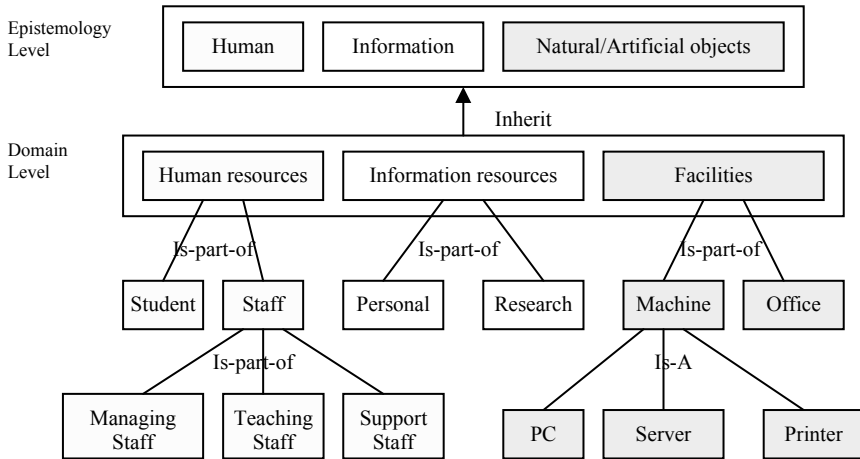 Epistemology
Level
Human
Information
Natural/Artificial objects
Inherit
Domain
Level
Human resources
Information resources
Facilities
Is-part-of
Is-part-of
Is-part-of
Student
Staff
Personal
Research
Machine
Office
Is-part-of
Is-A
Managing
Staff
Teaching
Staff
Support
Staff
PC
Server
Printer